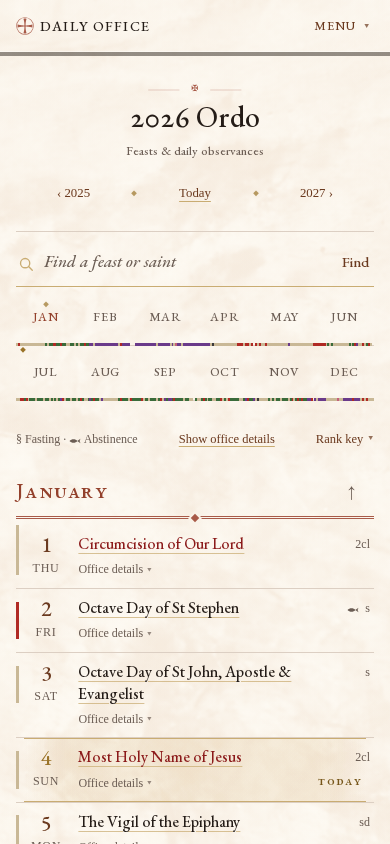 DAILY OFFICE MENU ▼
2026 Ordo
Feasts & daily observances
‹ 2025 ◆ Today ◆ 2027 ›
Find a feast or saint Find
JAN FEB MAR APR MAY JUN
JUL AUG SEP OCT NOV DEC
§ Fasting · Abstinence Show office details Rank key ▼
January ↑
1 Circumcision of Our Lord 2cl
THU Office details ▼
2 Octave Day of St Stephen s
FRI Office details ▼
3 Octave Day of St John, Apostle & s
Evangelist
SAT
Office details ▼
4 Most Holy Name of Jesus 2cl
SUN Office details ▼ TODAY
5 The Vigil of the Epiphany sd